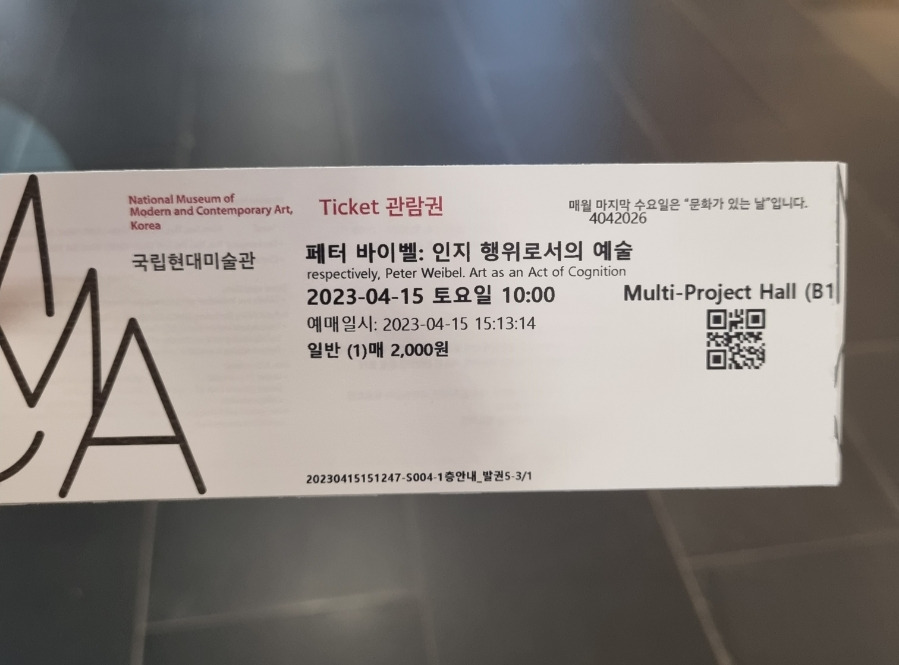 National Museum of
Modern and Contemporary Art,
Korea
국립현대미술관
Ticket 관람권
매월 마지막 수요일은 “문화가 있는 날”입니다.
4042026
페터 바이벨: 인지 행위로서의 예술
respectively, Peter Weibel. Art as an Act of Cognition
2023-04-15 토요일 10:00
Multi-Project Hall (B1
예매일시: 2023-04-15 15:13:14
일반 (1)매 2,000원
20230415151247-S004-1층안내_발권5-3/1
MCA